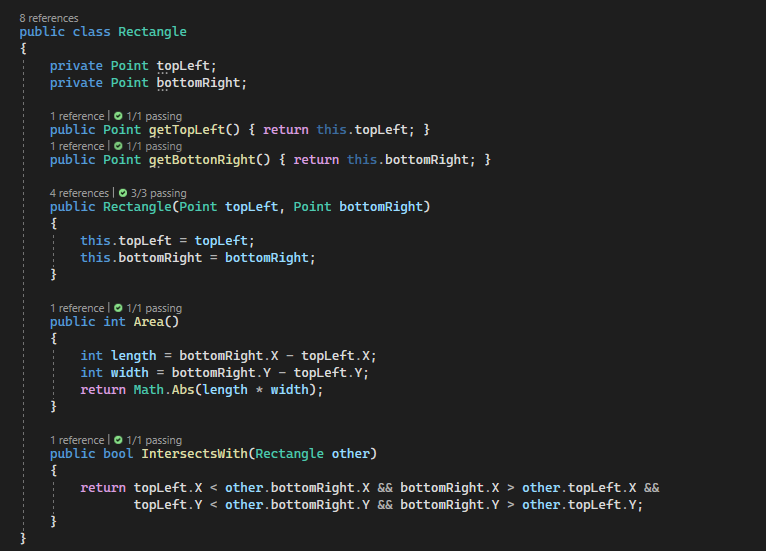 8 references
public class Rectangle
{
private Point topLeft;
private Point bottomRight;
1 reference | 1/1 passing
public Point getTopLeft() { return this.topLeft; }
1 reference | 1/1 passing
public Point getBottonRight() { return this.bottomRight; }
4 references | 3/3 passing
public Rectangle(Point topLeft, Point bottomRight)
{
this.topLeft = topLeft;
this.bottomRight = bottomRight;
}
1 reference | 1/1 passing
public int Area()
{
int length = bottomRight.X - topLeft.X;
int width = bottomRight.Y - topLeft.Y;
return Math.Abs(length * width);
}
1 reference | 1/1 passing
public bool IntersectsWith(Rectangle other)
{
return topLeft.X < other.bottomRight.X && bottomRight.X > other.topLeft.X &&
topLeft.Y < other.bottomRight.Y && bottomRight.Y > other.topLeft.Y;
}
}